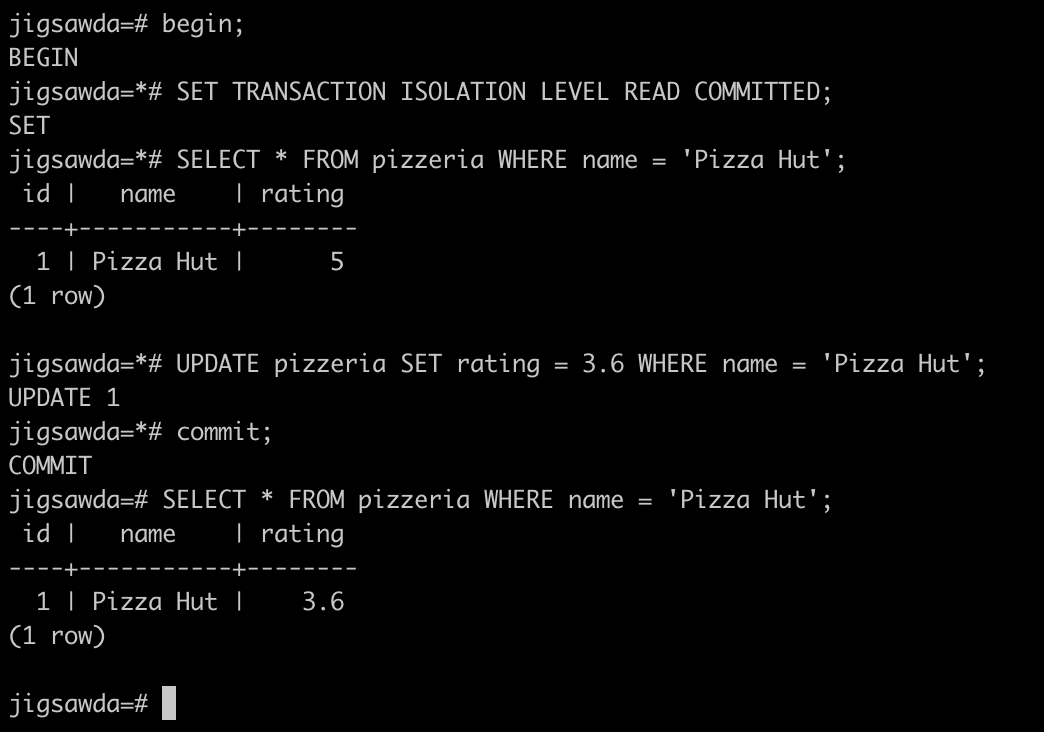 jigsawda=# begin;
BEGIN
jigsawda=*# SET TRANSACTION ISOLATION LEVEL READ COMMITTED;
SET
jigsawda=*# SELECT * FROM pizzeria WHERE name = 'Pizza Hut';
 id |   name    | rating
----+-----------+--------
  1 | Pizza Hut |      5
(1 row)

jigsawda=*# UPDATE pizzeria SET rating = 3.6 WHERE name = 'Pizza Hut';
UPDATE 1
jigsawda=*# commit;
COMMIT
jigsawda=# SELECT * FROM pizzeria WHERE name = 'Pizza Hut';
 id |   name    | rating
----+-----------+--------
  1 | Pizza Hut |    3.6
(1 row)

jigsawda=#